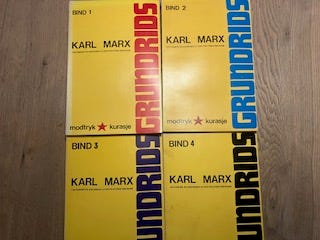 BIND 1
KARL MARX
modtryk kurasje
GRUNDRIDS
BIND 2
KARL MARX
modtryk kurasje
GRUNDRIDS
BIND 3
KARL MARX
UNDRIDS
BIND 4
KARL MARX
UNDRIDS